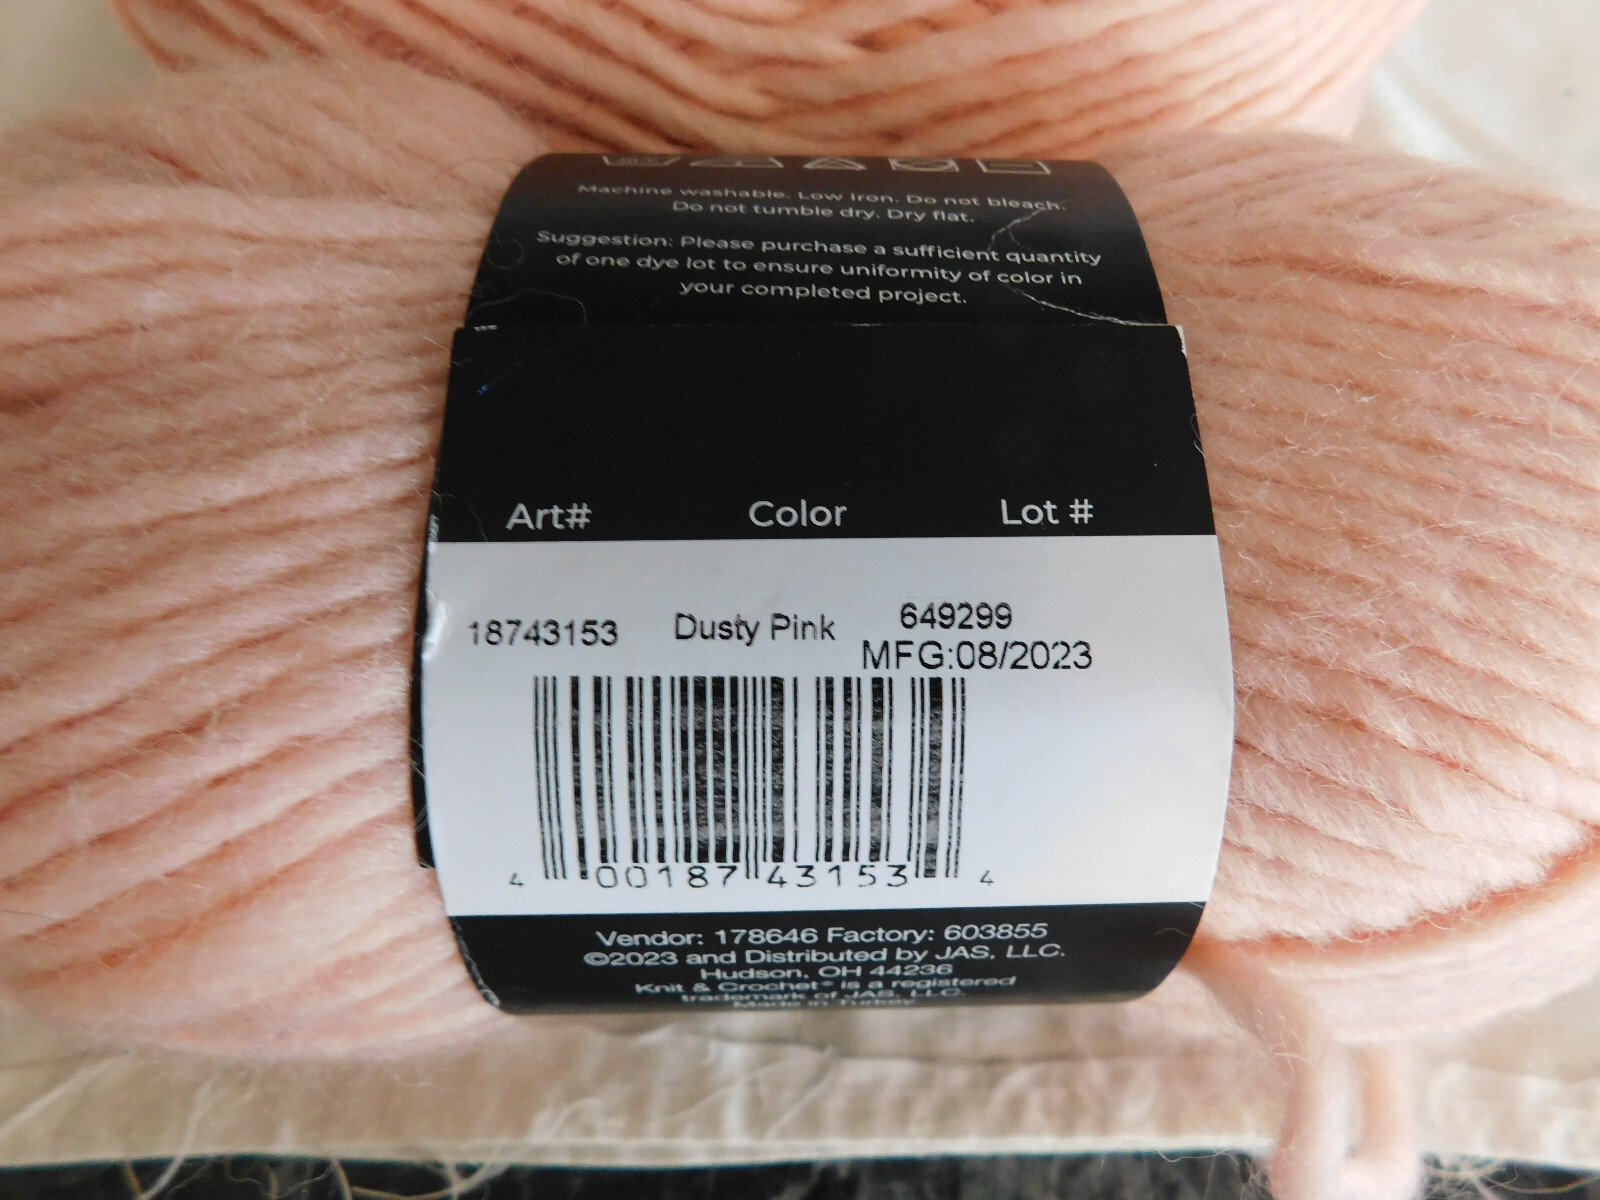 Machine washable. Low Iron. Do not bleach.
Do not tumble dry. Dry flat.
Suggestion: Please purchase a sufficient quantity
of one dye lot to ensure uniformity of color in
your completed project.
Art# Color Lot #
18743153 Dusty Pink 649299
MFG:08/2023
4 00187 43153 4
Vendor: 178646 Factory: 603855
©2023 and Distributed by JAS, LLC.
Hudson, OH 44236
Knit & Crochet® is a registered
trademark of JAS, LLC.
Made in Turkey